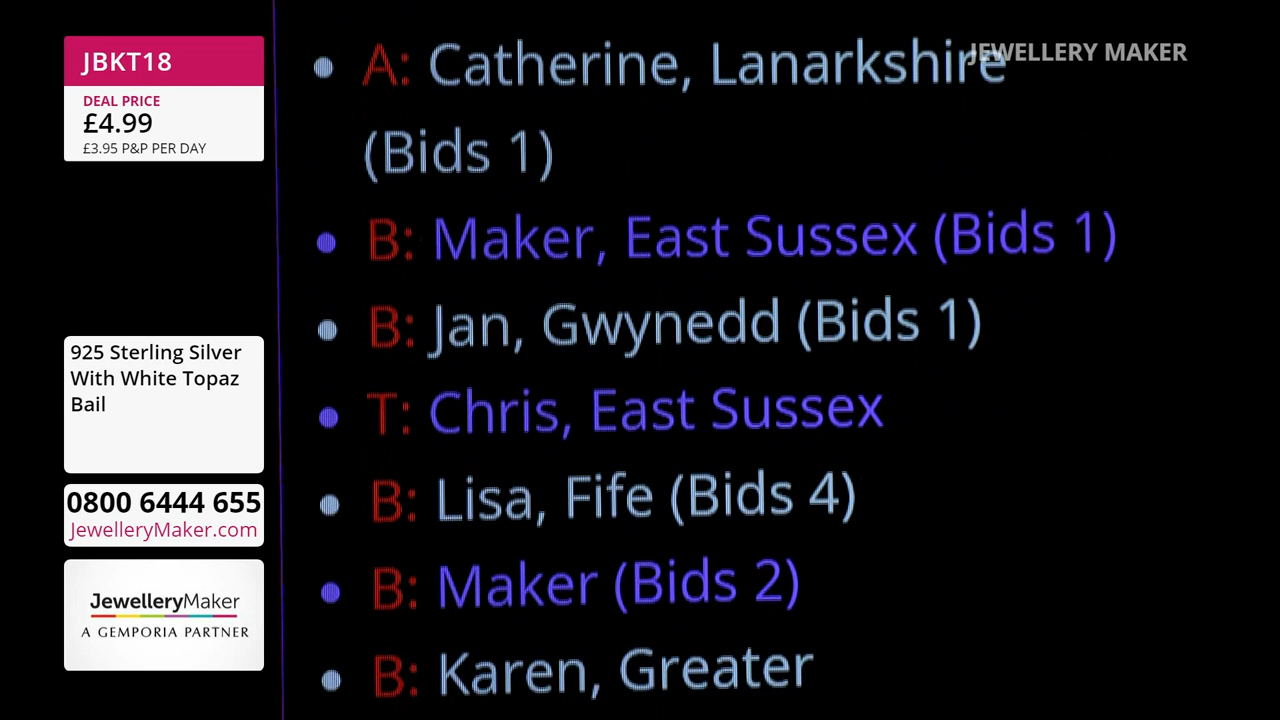 JBKT18
DEAL PRICE
£4.99
£3.95 P&P PER DAY
925 Sterling Silver
With White Topaz
Bail
0800 6444 655
JewelleryMaker.com
JewelleryMaker
A GEMPORIA PARTNER
JEWELLERY MAKER
• A: Catherine, Lanarkshire
(Bids 1)
• B: Maker, East Sussex (Bids 1)
• B: Jan, Gwynedd (Bids 1)
• T: Chris, East Sussex
• B: Lisa, Fife (Bids 4)
• B: Maker (Bids 2)
• B: Karen, Greater